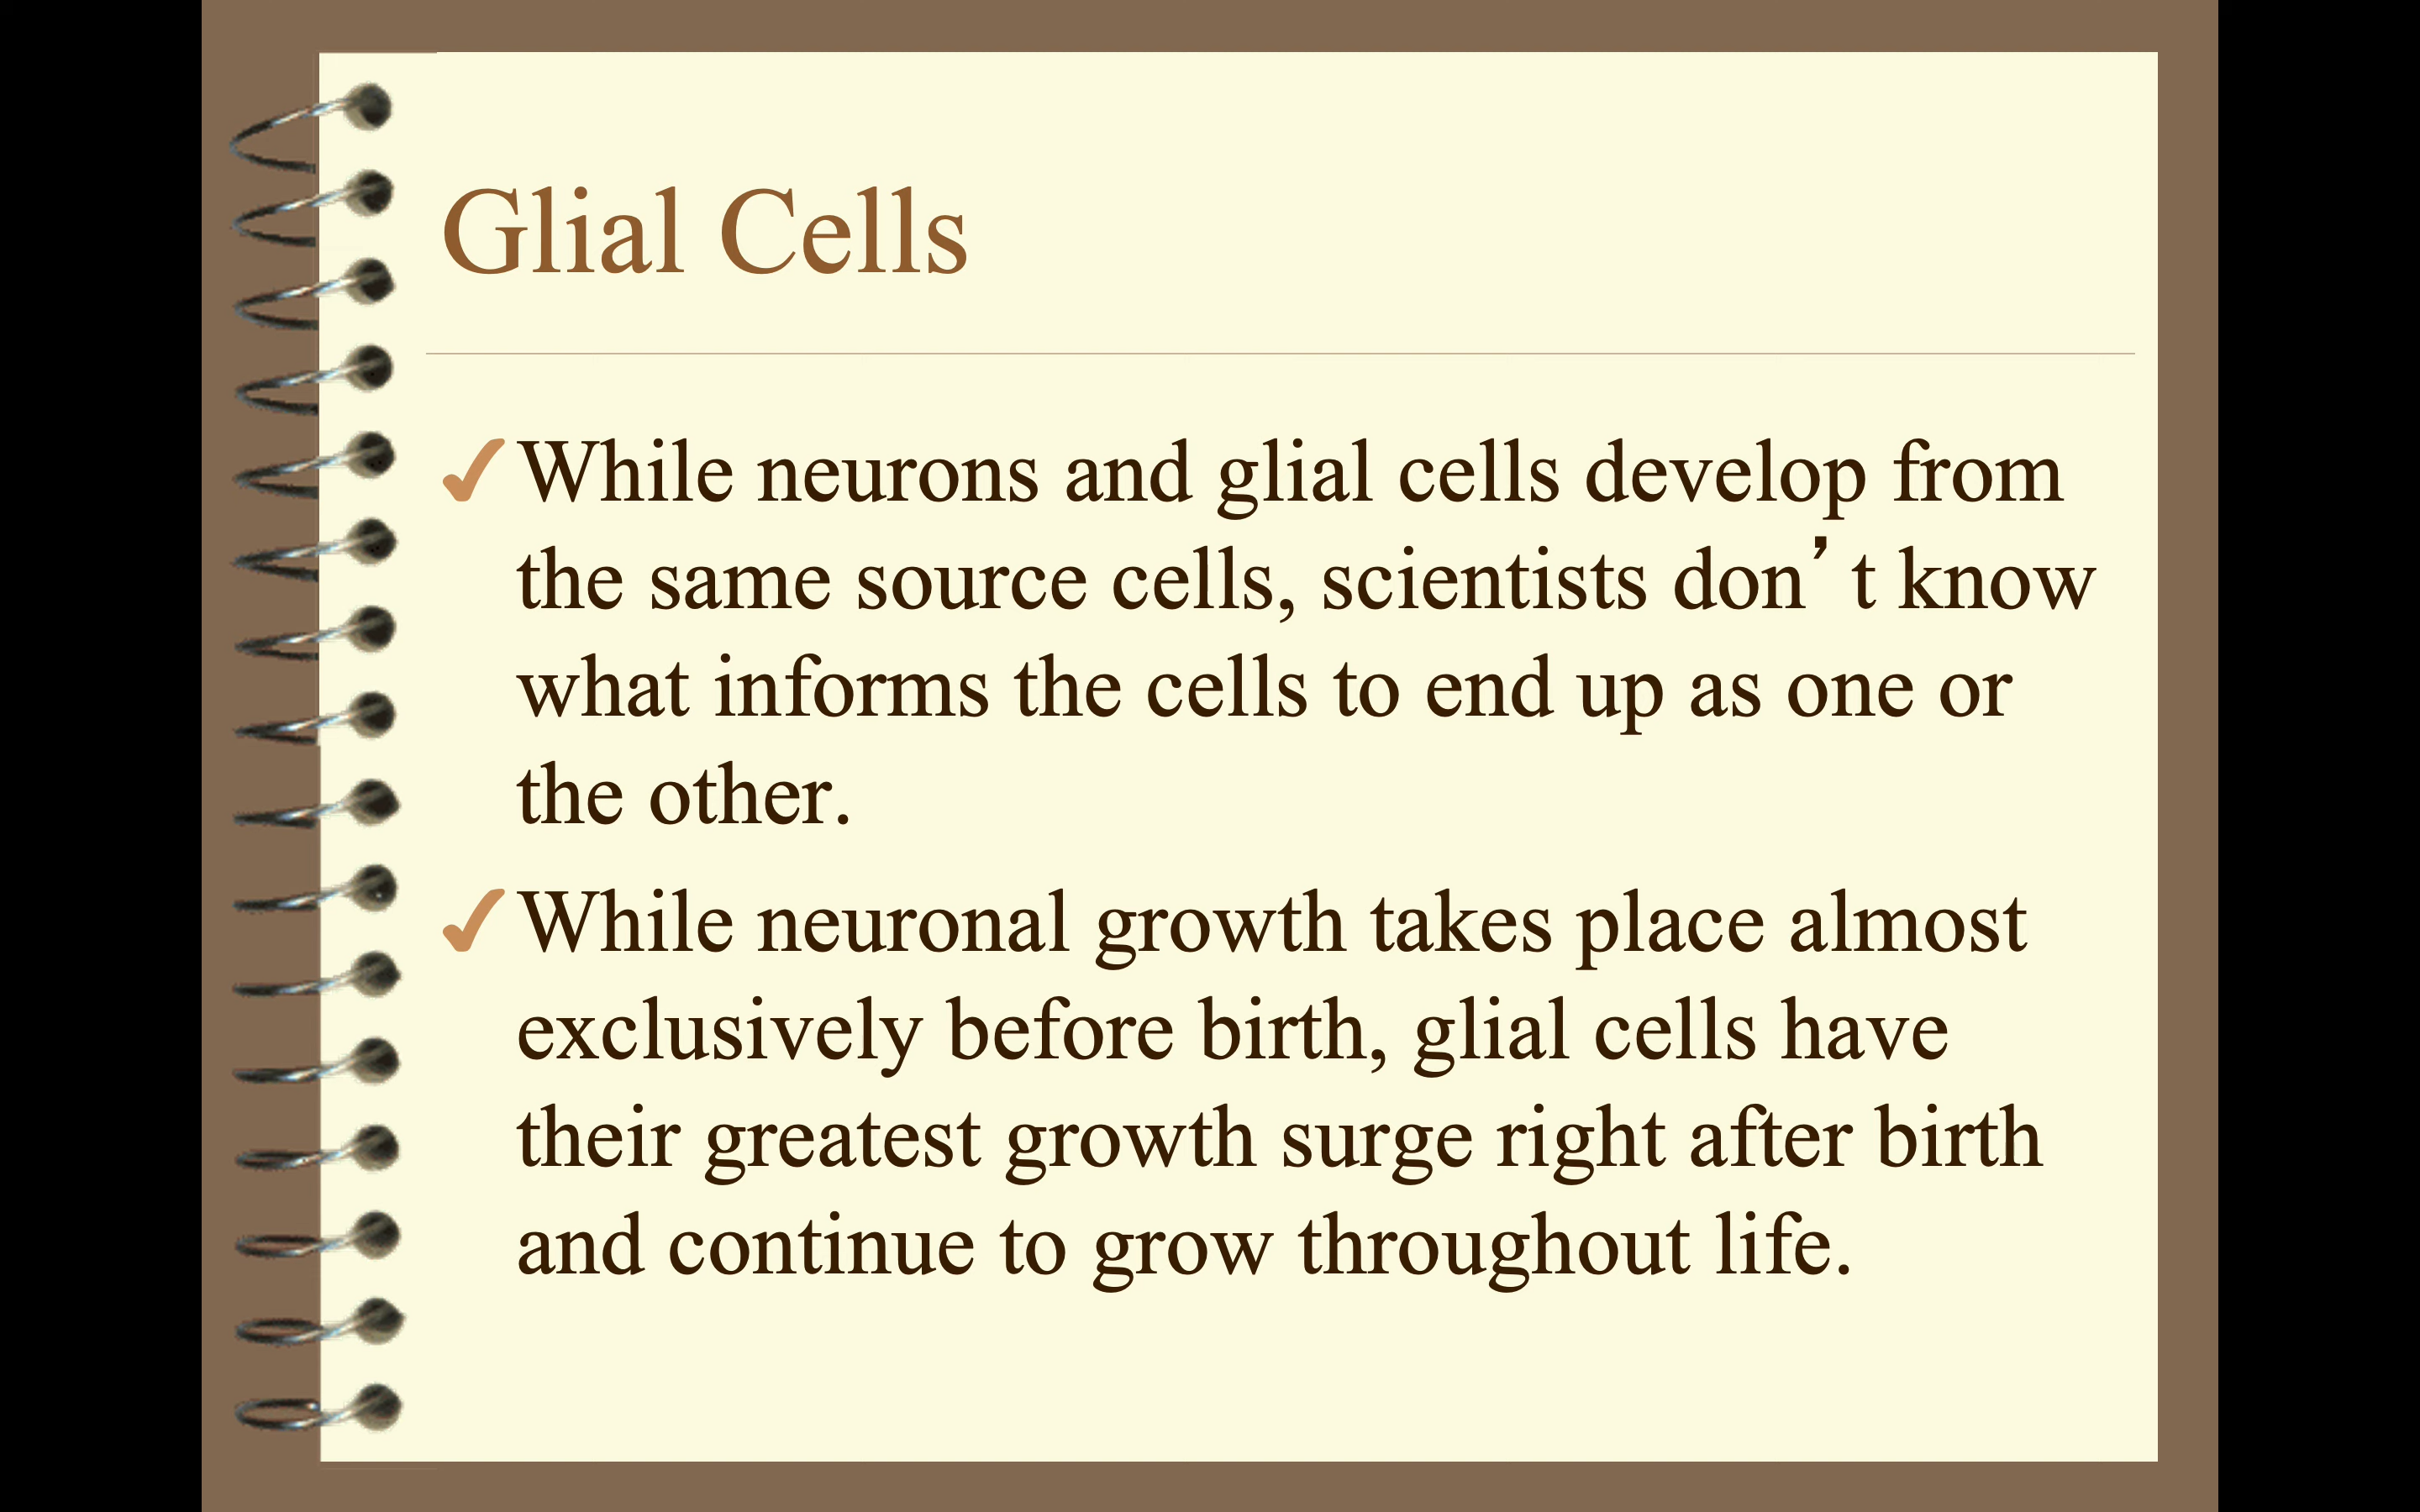 Glial Cells
✓While neurons and glial cells develop from
the same source cells, scientists don’t know
what informs the cells to end up as one or
the other.
✓While neuronal growth takes place almost
exclusively before birth, glial cells have
their greatest growth surge right after birth
and continue to grow throughout life.